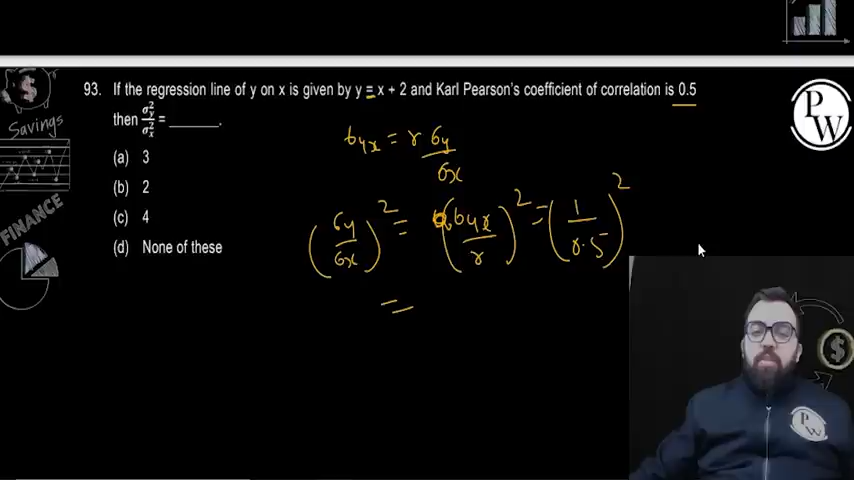 93. If the regression line of y on x is given by y = x + 2 and Karl Pearson's coefficient of correlation is 0.5
then σ²y/σ²x = ______.
(a) 3
(b) 2
(c) 4
(d) None of these
byx = r σy/σx
(σy/σx)² = (byx/r)² = (1/0.5)²
=
Savings
FINANCE
$
PW
$
PW